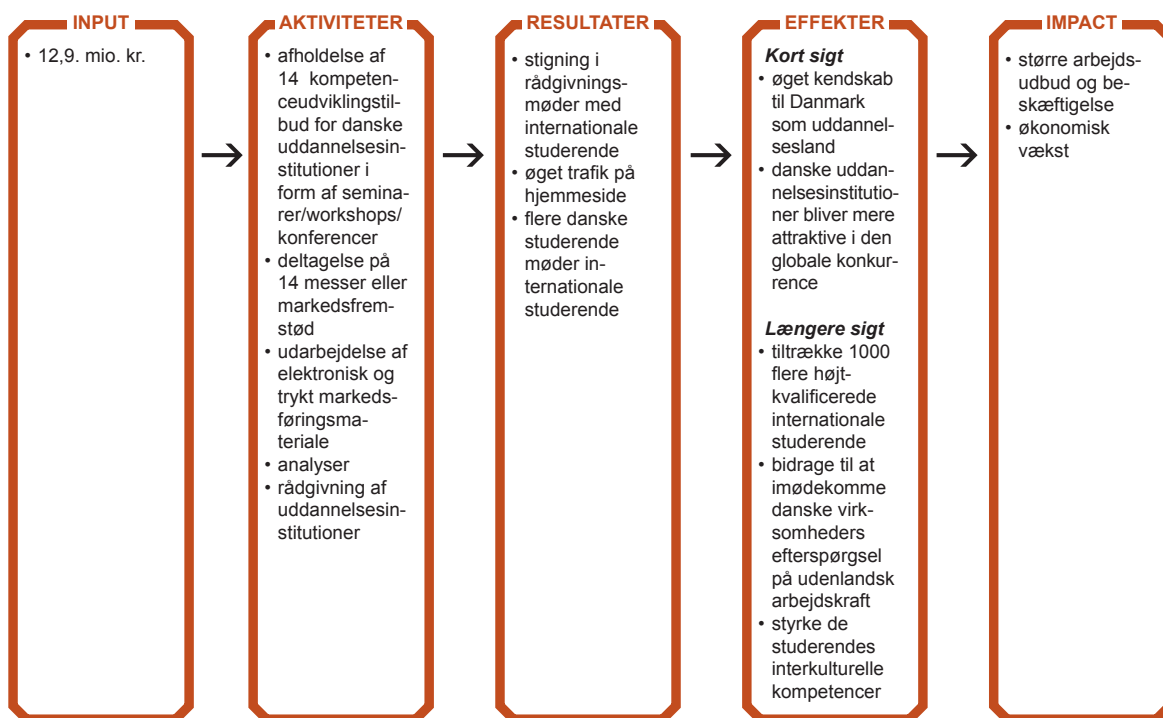 INPUT
• 12,9. mio. kr.
AKTIVITETER
• afholdelse af
14 kompeten-
ceudviklingstil-
bud for danske
uddannelsesin-
stitutioner i
form af semina-
rer/workshops/
konferencer
• deltagelse på
14 messer eller
markedsfrem-
stød
• udarbejdelse af
elektronisk og
trykt markeds-
føringsma-
teriale
• analyser
• rådgivning af
uddannelsesin-
stitutioner
RESULTATER
• stigning i
rådgivnings-
møder med
internationale
studerende
• øget trafik på
hjemmeside
• flere danske
studerende
møder in-
ternationale
studerende
EFFEKTER
Kort sigt
• øget kendskab
til Danmark
som uddannel-
sesland
• danske uddan-
nelsesinstitutio-
ner bliver mere
attraktive i den
globale konkur-
rence
Længere sigt
• tiltrække 1000
flere højt-
kvalificerede
internationale
studerende
• bidrage til at
imødekomme
danske virk-
somheders
efterspørgsel
på udenlandsk
arbejdskraft
• styrke de
studerendes
interkulturelle
kompetencer
IMPACT
• større arbejds-
udbud og be-
skæftigelse
• økonomisk
vækst